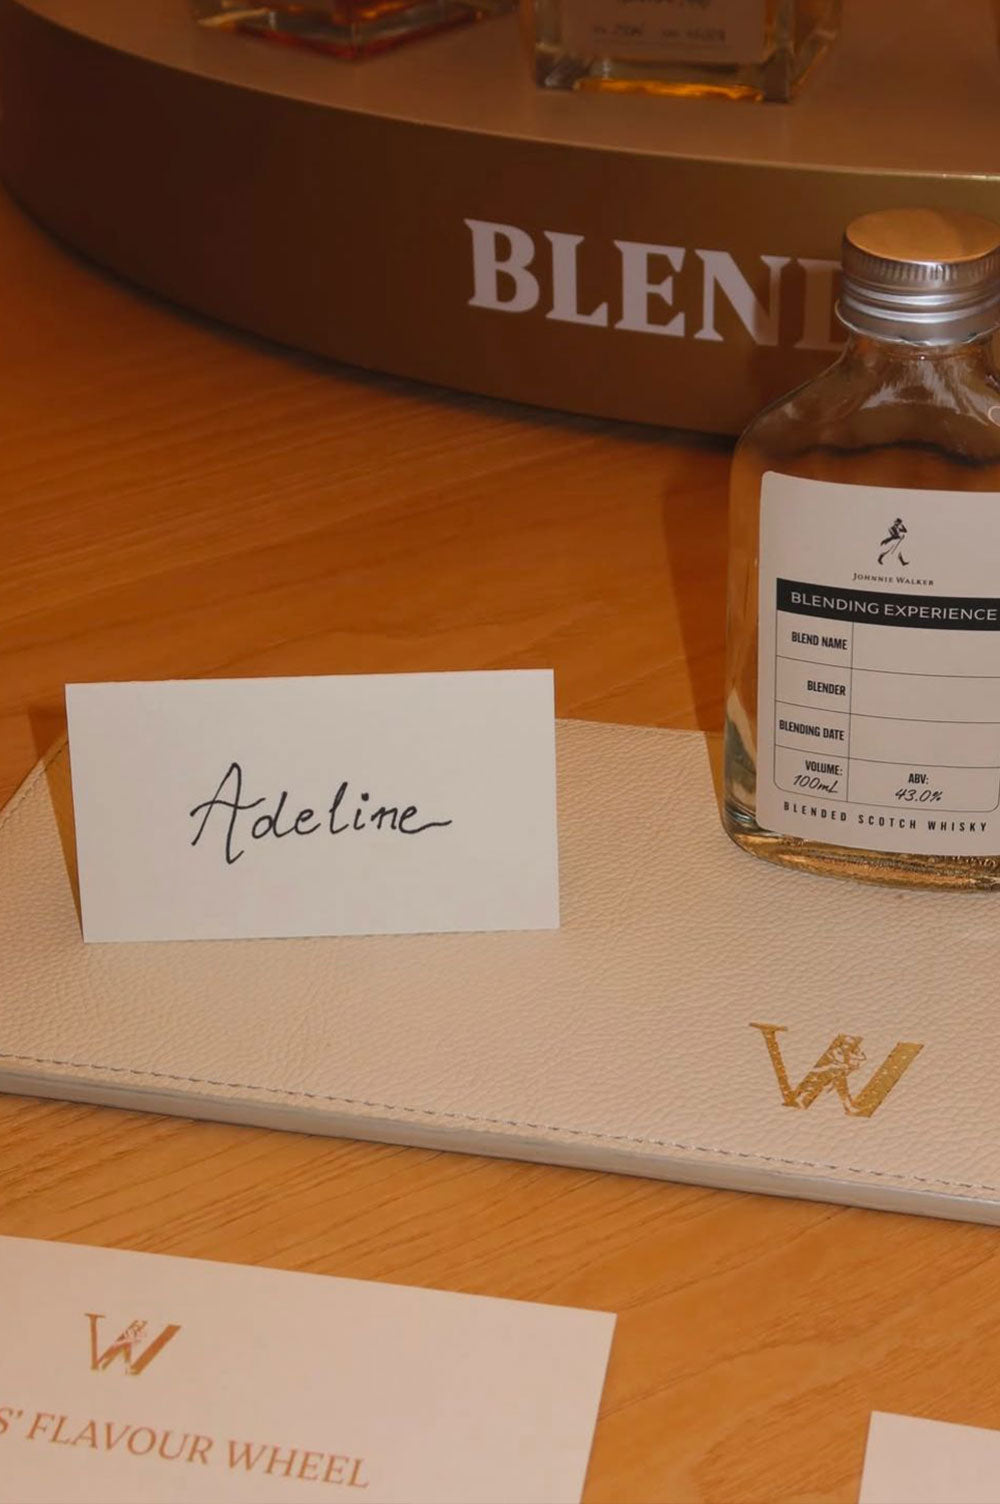 BLEND
JOHNNIE WALKER
BLENDING EXPERIENCE
BLEND NAME
BLENDER
BLENDING DATE
VOLUME:
100mL
ABV:
43.0%
BLENDED SCOTCH WHISKY
Adeline
W
W
S' FLAVOUR WHEEL